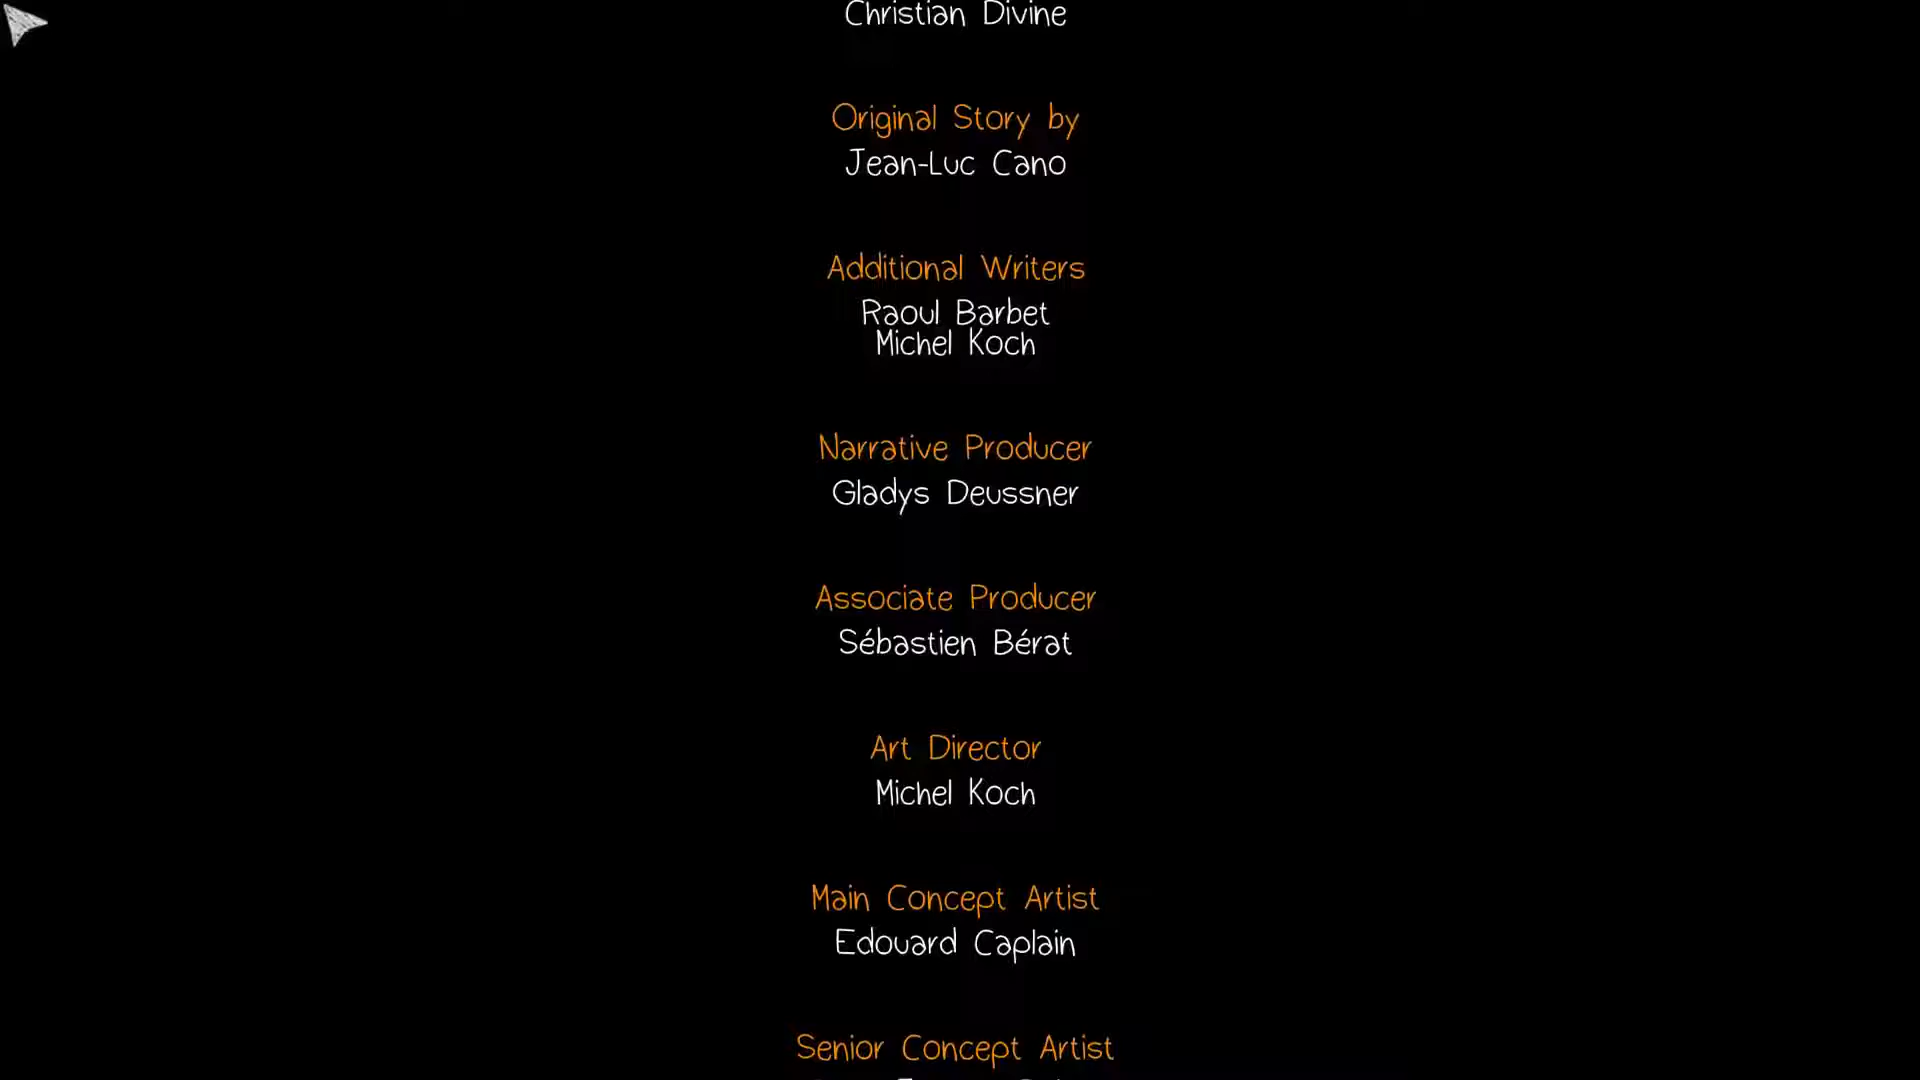 Christian Divine
Original Story by
Jean-Luc Cano
Additional Writers
Raoul Barbet
Michel Koch
Narrative Producer
Gladys Deussner
Associate Producer
Sébastien Bérat
Art Director
Michel Koch
Main Concept Artist
Edouard Caplain
Senior Concept Artist